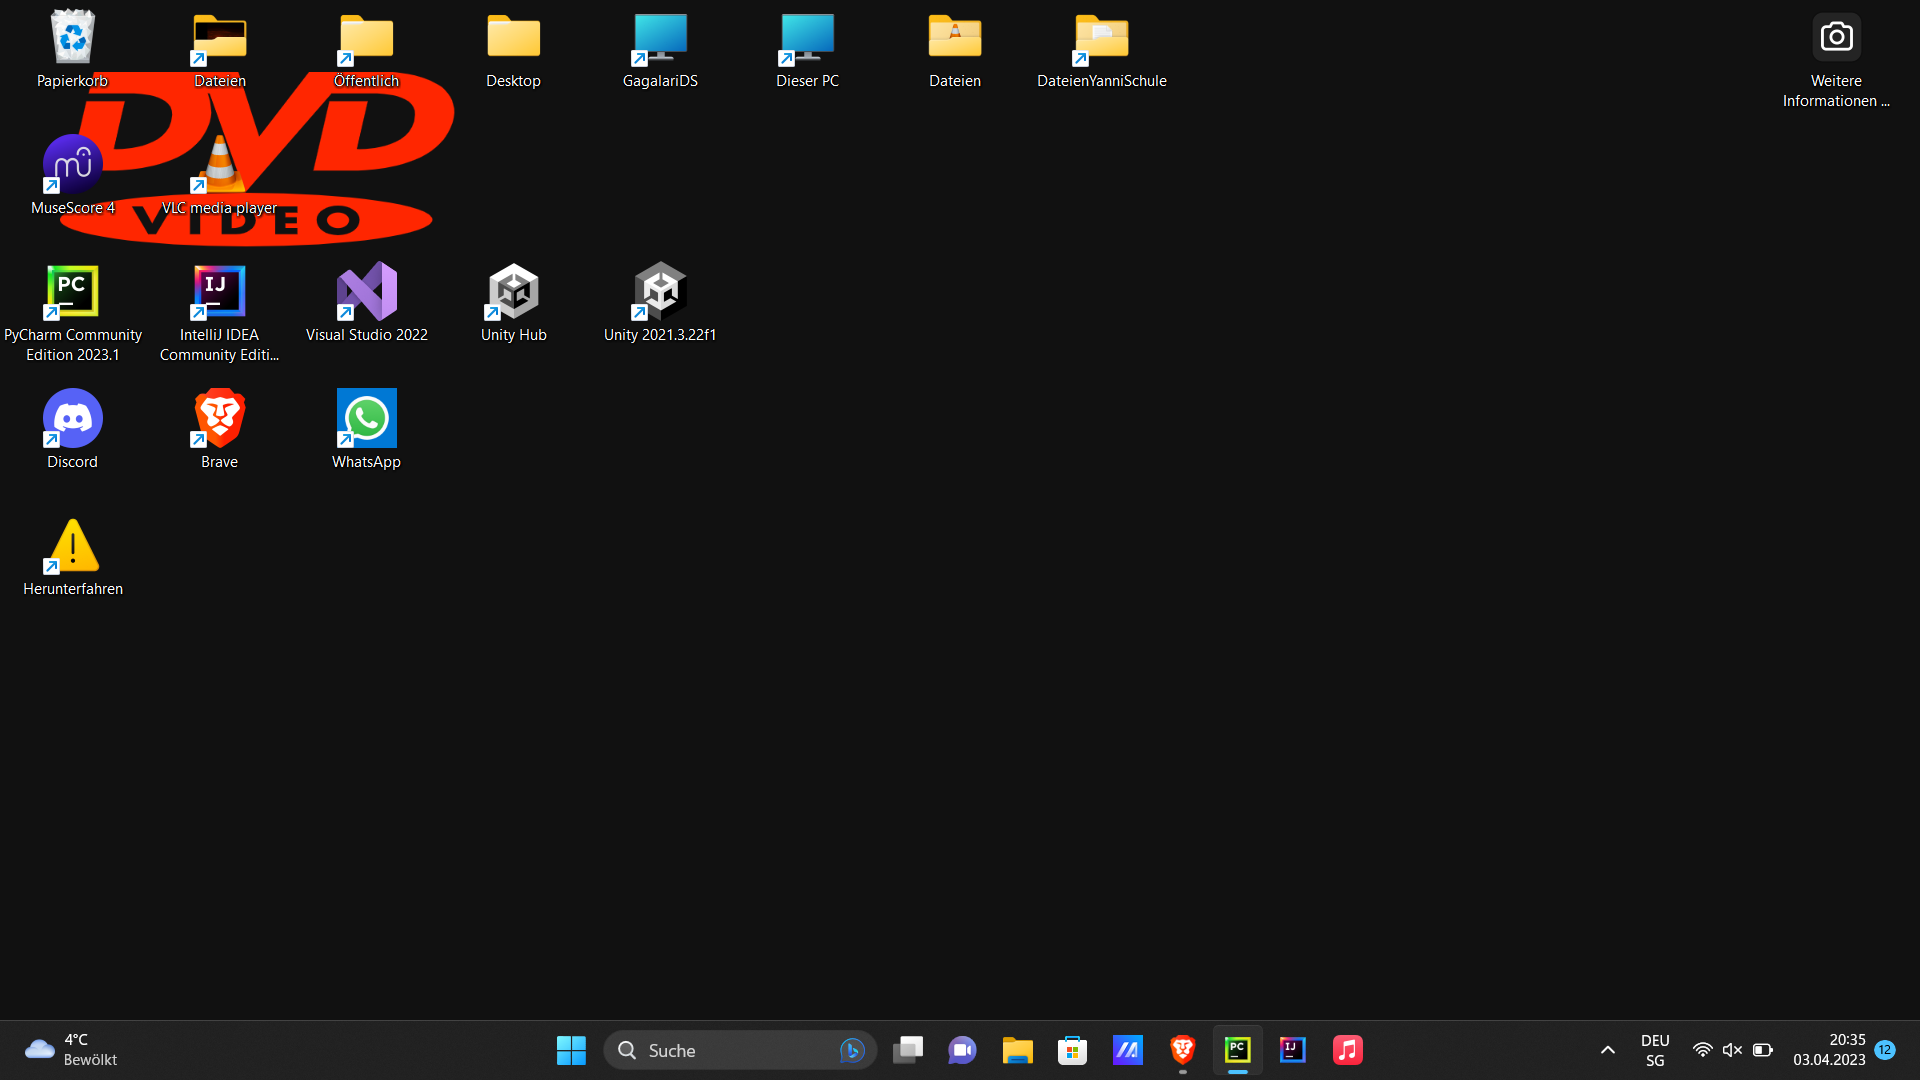 Papierkorb
Dateien
Öffentlich
Desktop
GagalariDS
Dieser PC
Dateien
DateienYanniSchule
Weitere
Informationen ...
DVD
VIDEO
MuseScore 4
VLC media player
PC
PyCharm Community
Edition 2023.1
IJ
IntelliJ IDEA
Community Editi...
Visual Studio 2022
Unity Hub
Unity 2021.3.22f1
Discord
Brave
WhatsApp
Herunterfahren
4°C
Bewölkt
Suche
PC
IJ
DEU
SG
20:35
03.04.2023
12